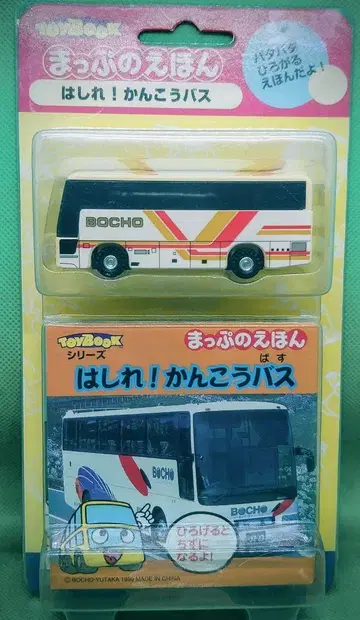 TOYBOOK
まっぷのえほん
はしれ!かんこうバス
パタパタ
ひろがる
えほんだよ!
BOCHO
TOYBOOK
シリーズ
まっぷのえほん
ばす
はしれ!かんこうバス
BOCHO
BOCHO
ひろげると
ちずに
なるよ!
© BOCHO・YUTAKA 1999 MADE IN CHINA